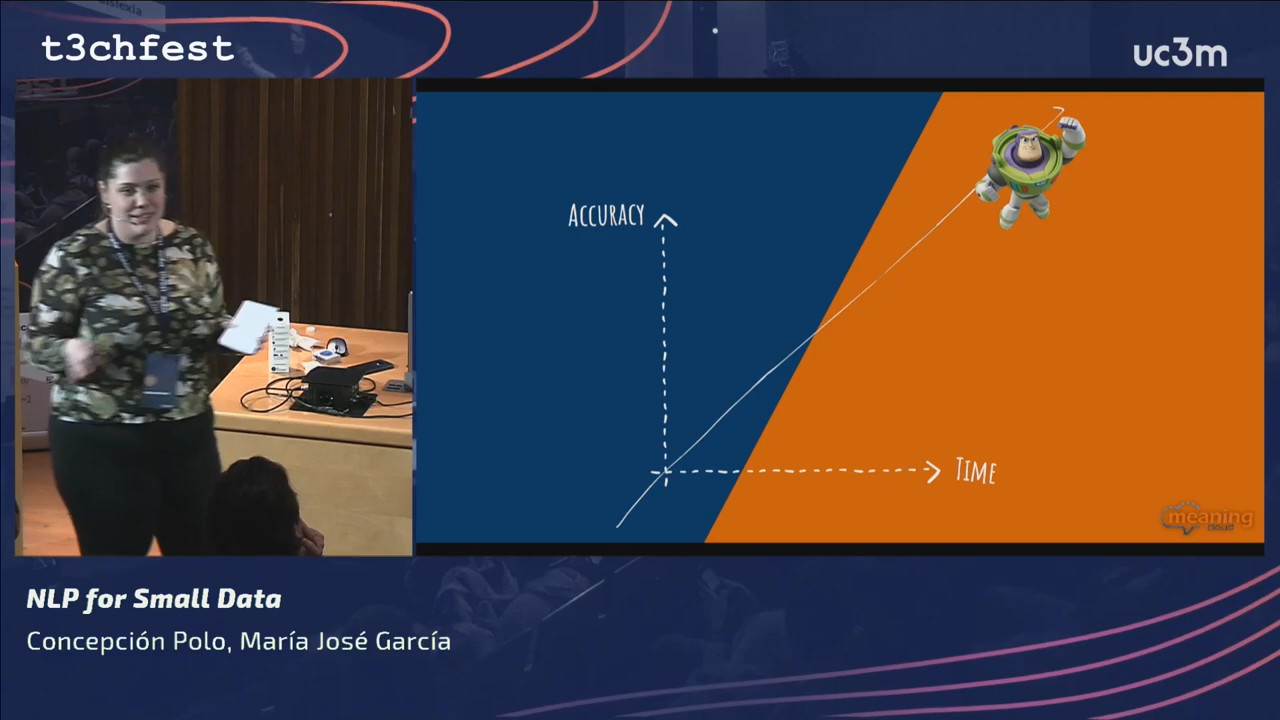 t3chfest
uc3m
ACCURACY
TIME
meaning
NLP for Small Data
Concepción Polo, María José García